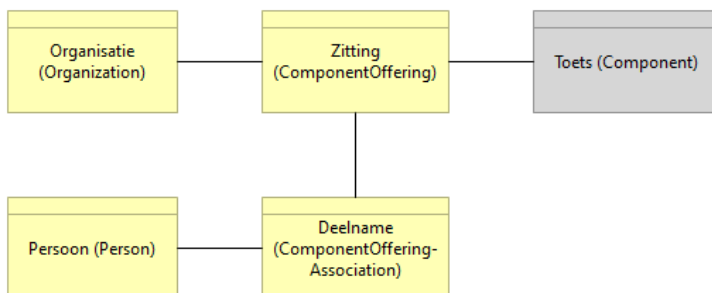 Organisatie
(Organization)
Zitting
(ComponentOffering)
Toets (Component)
Persoon (Person)
Deelname
(ComponentOffering-
Association)